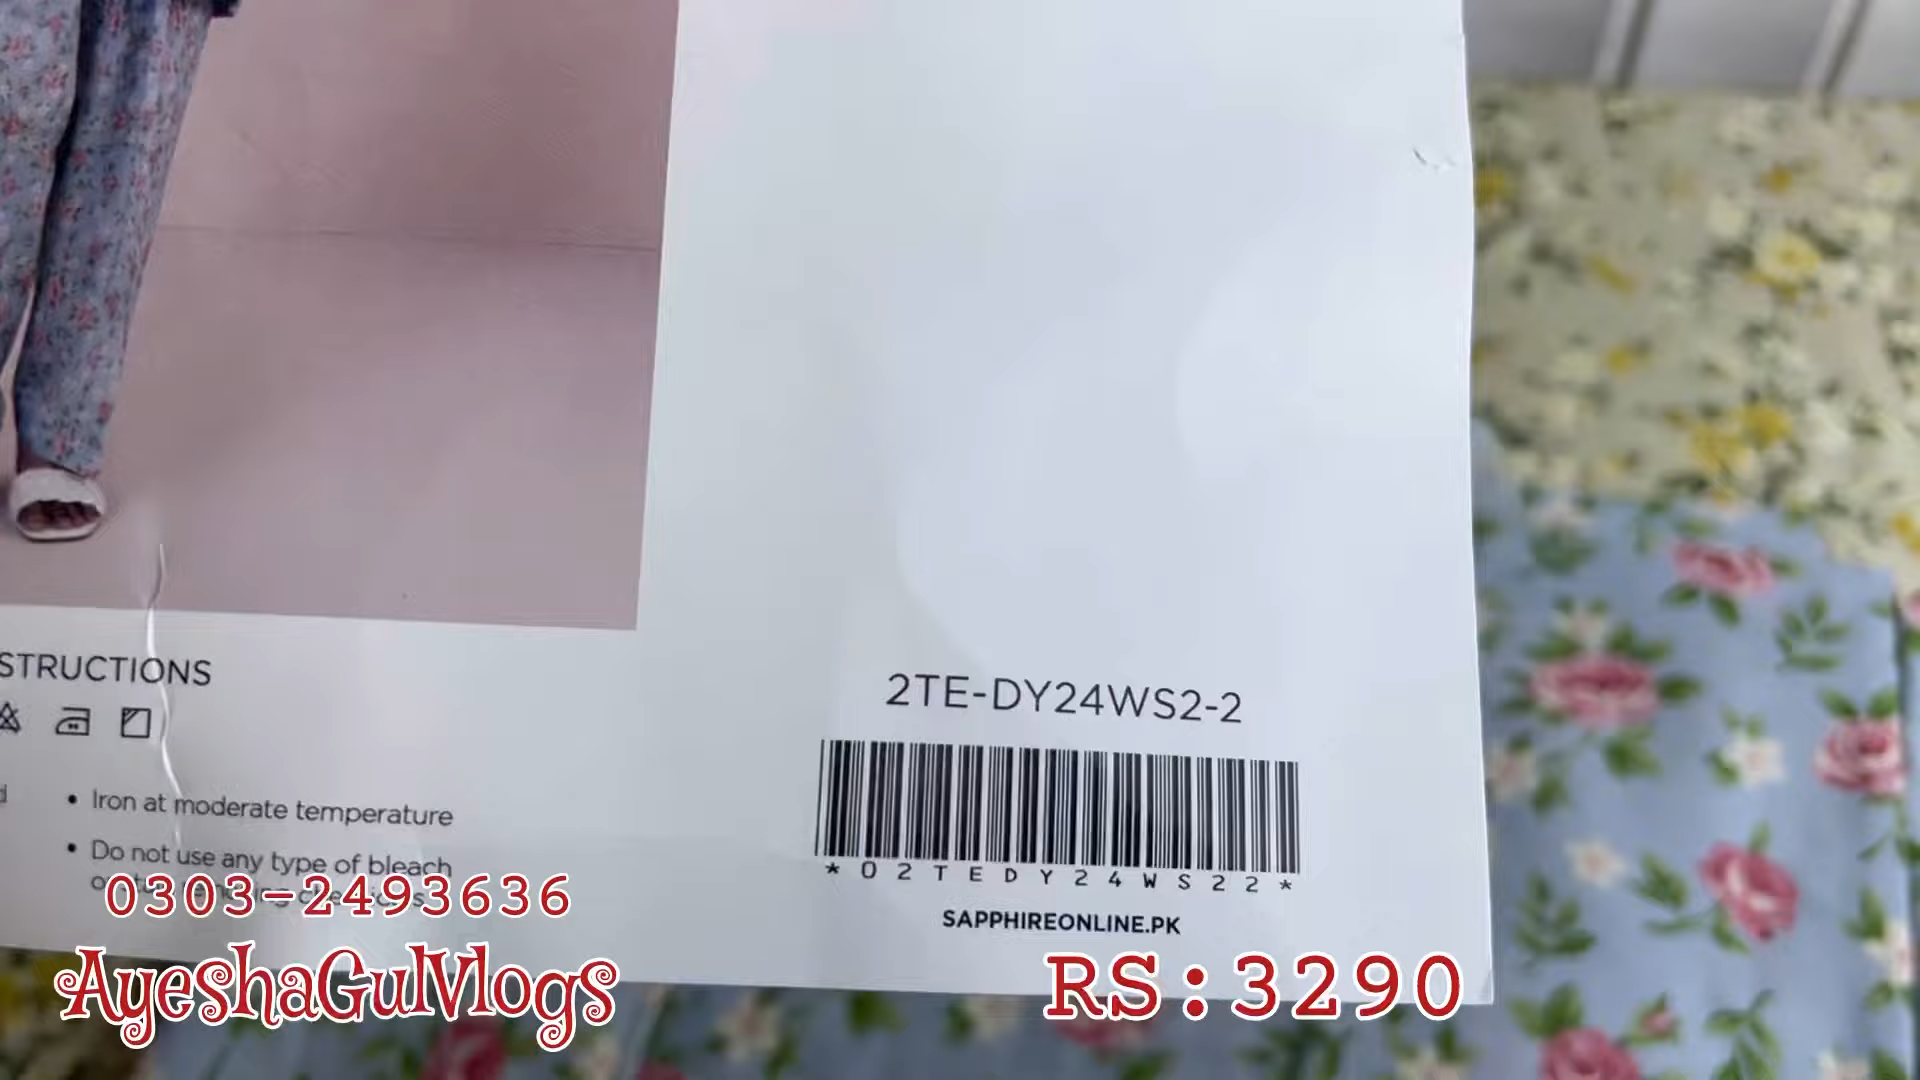 STRUCTIONS
• Iron at moderate temperature
• Do not use any type of bleach
0303-2493636
AyeshaGulVlogs
2TE-DY24WS2-2
*02TEDY24WS22*
SAPPHIREONLINE.PK
RS:3290